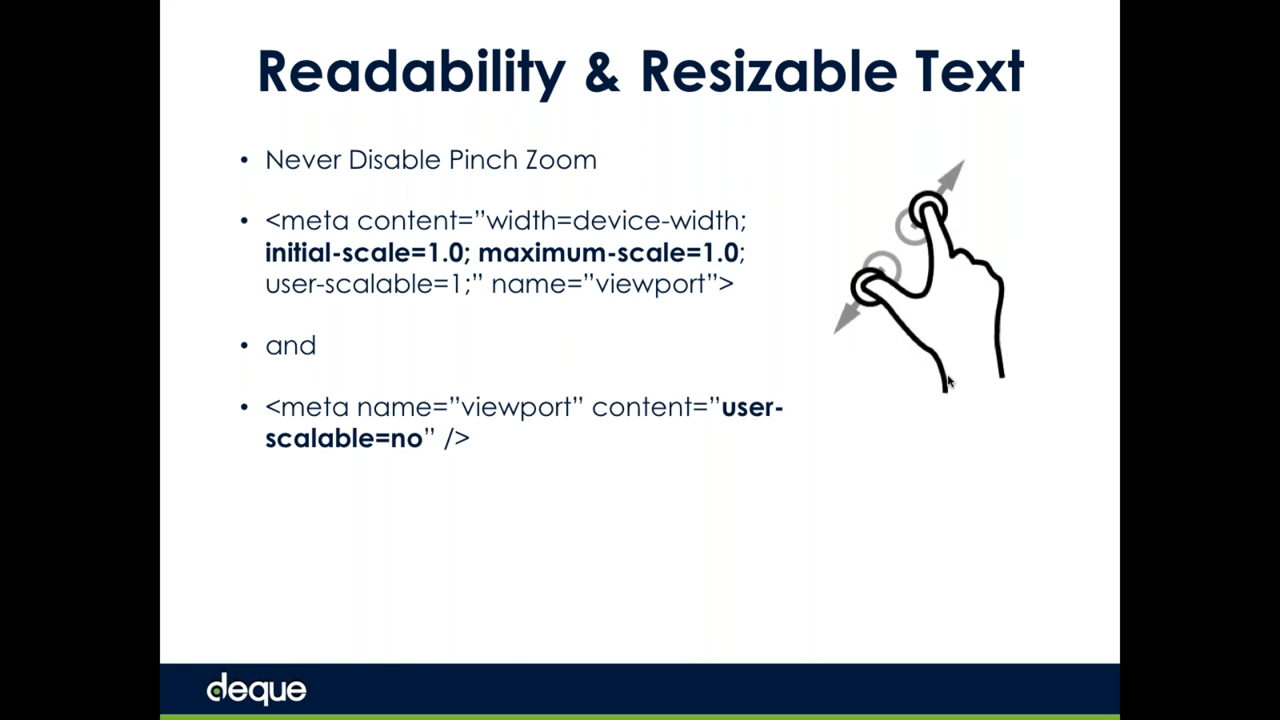 Readability & Resizable Text
• Never Disable Pinch Zoom
• <meta content=”width=device-width;
initial-scale=1.0; maximum-scale=1.0;
user-scalable=1;” name=”viewport”>
• and
• <meta name=”viewport” content=”user-
scalable=no” />
deque